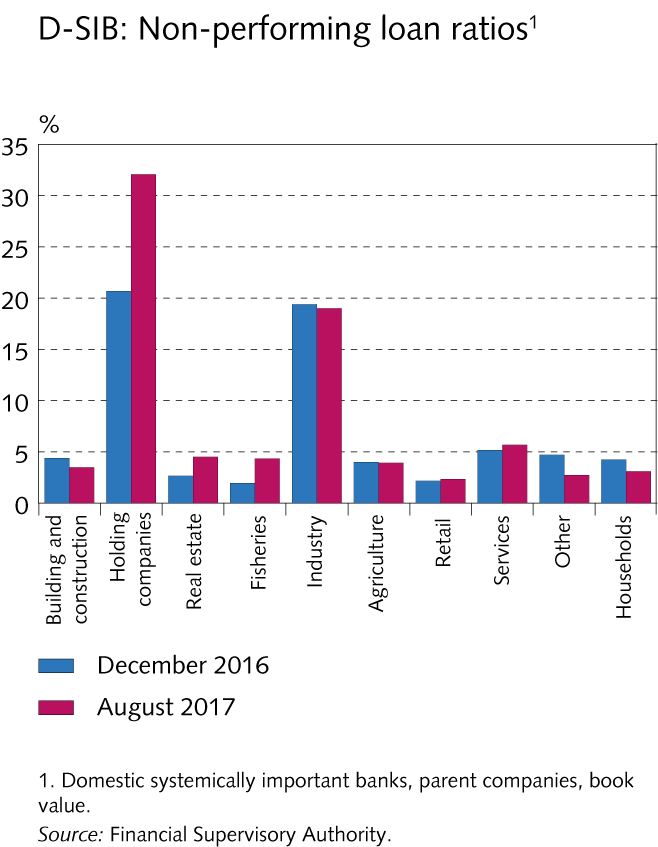 D-SIB: Non-performing loan ratios¹
%
35
30
25
20
15
10
5
0
Building and
construction
Holding
companies
Real estate
Fisheries
Industry
Agriculture
Retail
Services
Other
Households
December 2016
August 2017
1. Domestic systemically important banks, parent companies, book
value.
Source: Financial Supervisory Authority.